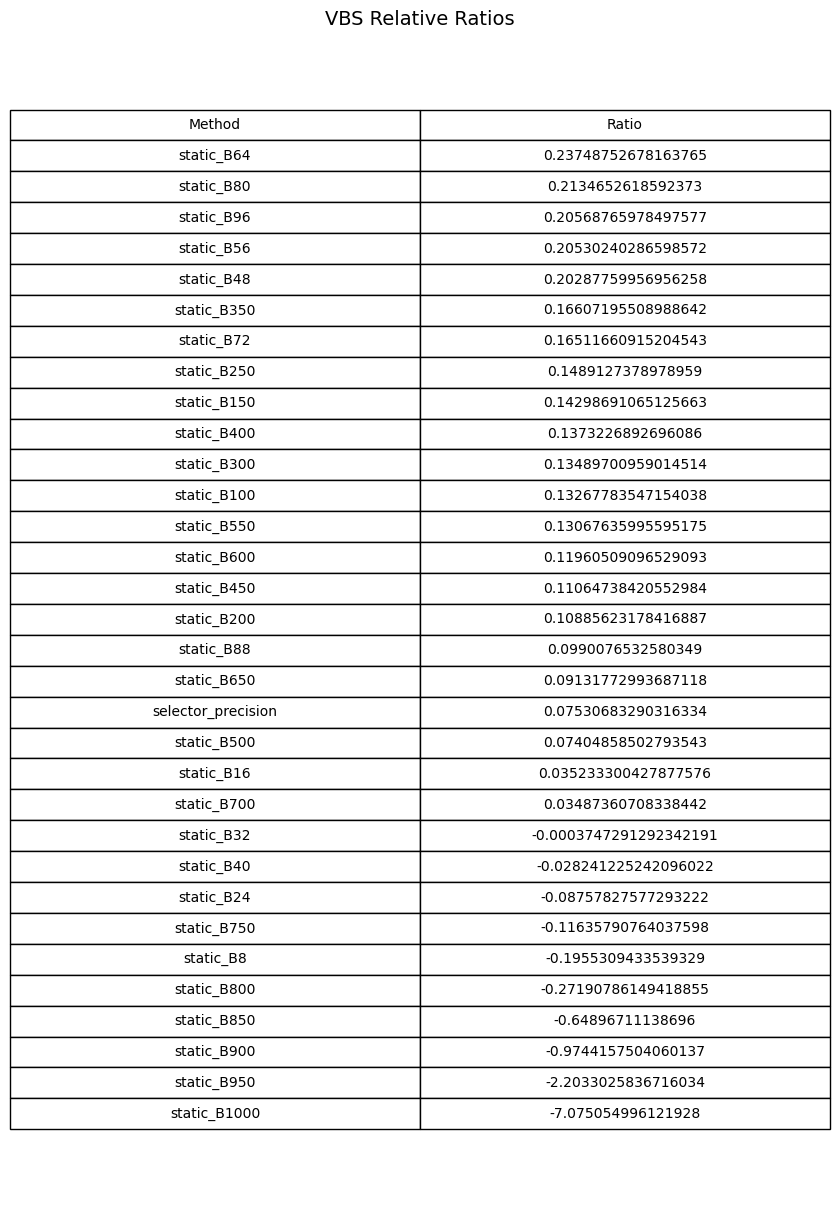 VBS Relative Ratios
Method Ratio
static_B64 0.23748752678163765
static_B80 0.2134652618592373
static_B96 0.20568765978497577
static_B56 0.20530240286598572
static_B48 0.20287759956956258
static_B350 0.16607195508988642
static_B72 0.16511660915204543
static_B250 0.1489127378978959
static_B150 0.14298691065125663
static_B400 0.1373226892696086
static_B300 0.13489700959014514
static_B100 0.13267783547154038
static_B550 0.13067635995595175
static_B600 0.11960509096529093
static_B450 0.11064738420552984
static_B200 0.10885623178416887
static_B88 0.0990076532580349
static_B650 0.09131772993687118
selector_precision 0.07530683290316334
static_B500 0.07404858502793543
static_B16 0.035233300427877576
static_B700 0.03487360708338442
static_B32 -0.0003747291292342191
static_B40 -0.028241225242096022
static_B24 -0.08757827577293222
static_B750 -0.11635790764037598
static_B8 -0.1955309433539329
static_B800 -0.27190786149418855
static_B850 -0.64896711138696
static_B900 -0.9744157504060137
static_B950 -2.2033025836716034
static_B1000 -7.075054996121928